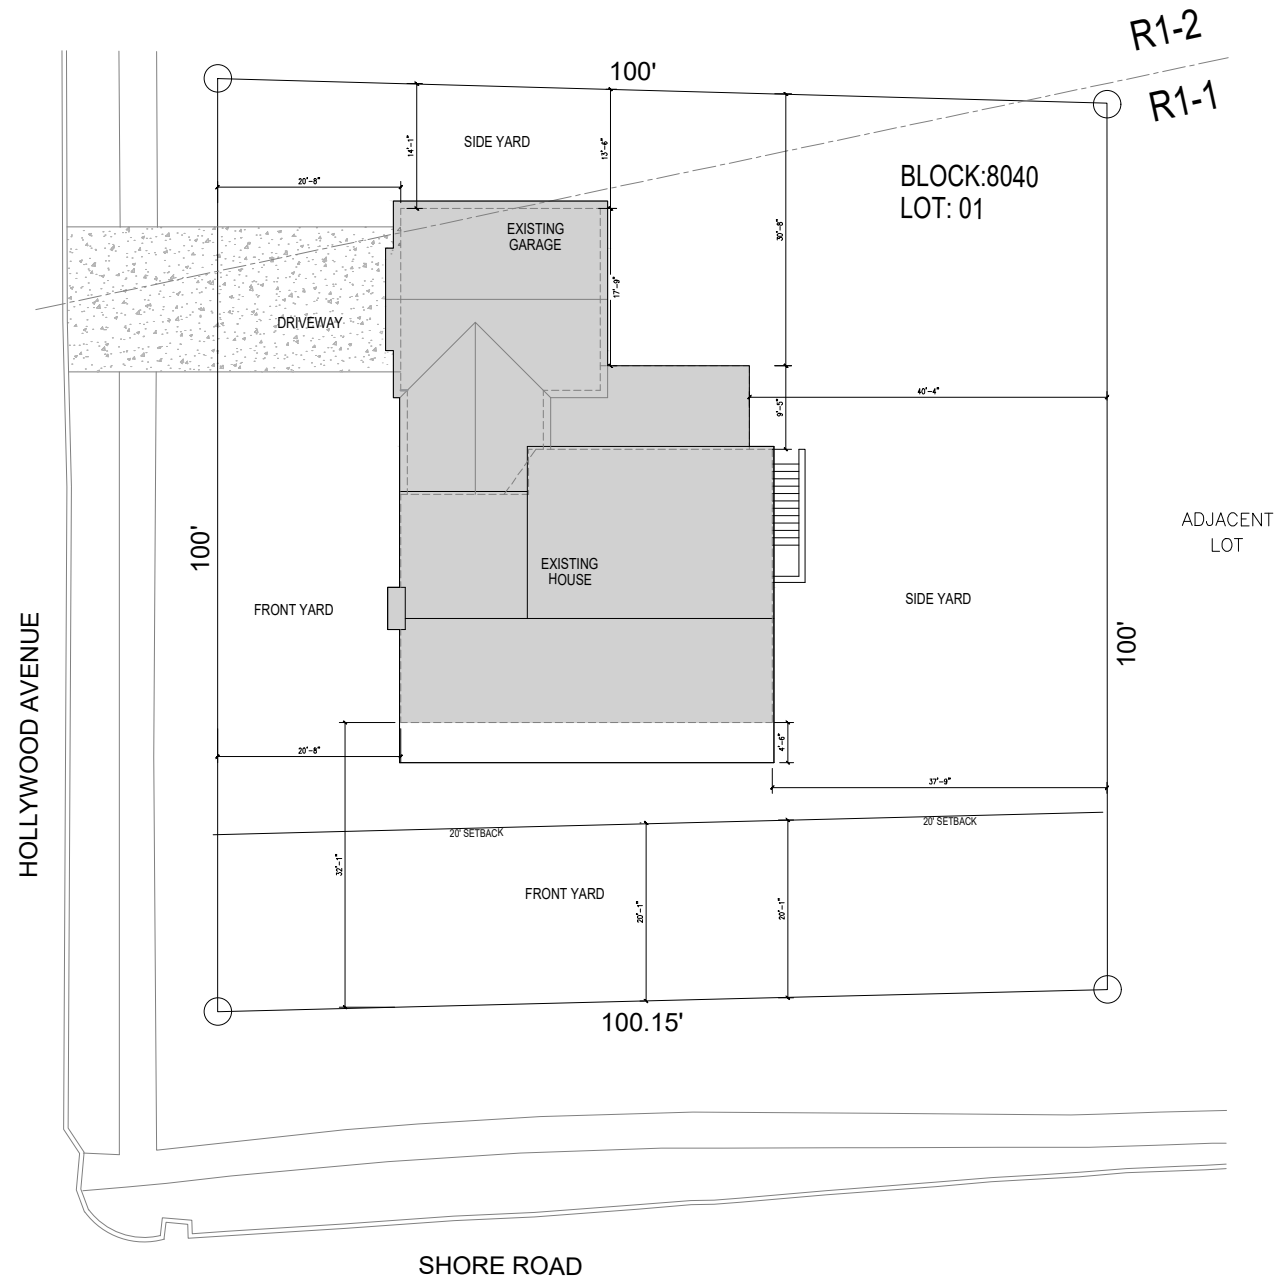 R1-2
100'
R1-1
14'-1"
SIDE YARD
13'-6"
BLOCK:8040
LOT: 01
20'-8"
30'-8"
EXISTING
GARAGE
17'-9"
DRIVEWAY
40'-4"
9'-5"
100'
ADJACENT
LOT
EXISTING
HOUSE
FRONT YARD
SIDE YARD
100'
HOLLYWOOD AVENUE
20'-8"
4'-6"
37'-9"
20' SETBACK
20' SETBACK
32'-1"
FRONT YARD
20'-1"
20'-1"
100.15'
SHORE ROAD